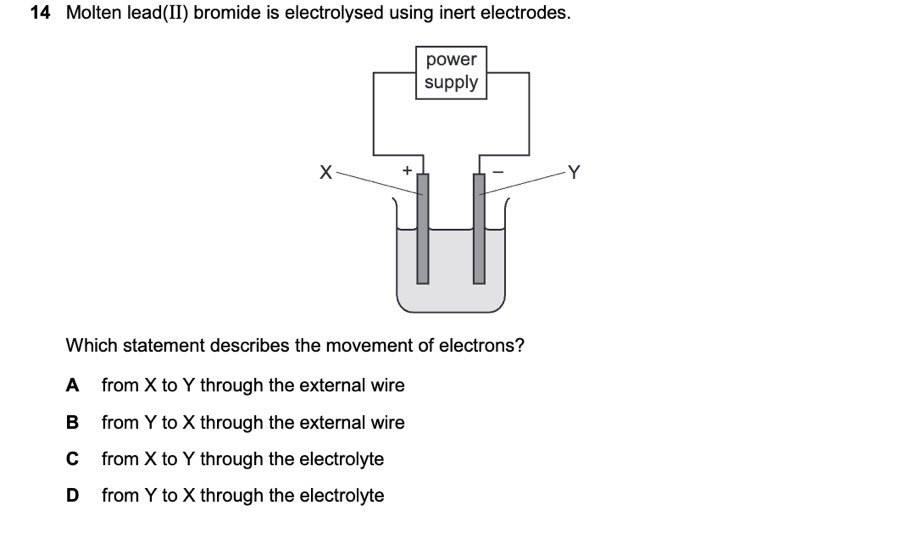 14 Molten lead(II) bromide is electrolysed using inert electrodes.
power
supply
X + – Y
Which statement describes the movement of electrons?
A from X to Y through the external wire
B from Y to X through the external wire
C from X to Y through the electrolyte
D from Y to X through the electrolyte